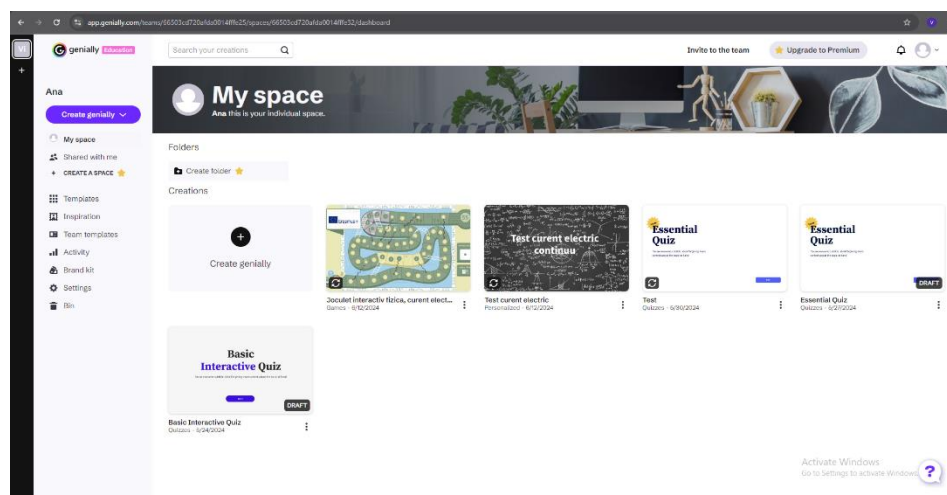 app.genially.com/teams/66503cd720afda0014fffe25/spaces/66503cd720afda0014fffe32/dashboard
VI
genially Education
Search your creations
Invite to the team
Upgrade to Premium
Ana
Create genially
My space
Shared with me
+ CREATE A SPACE
Templates
Inspiration
Team templates
Activity
Brand kit
Settings
Bin
My space
Ana this is your individual space.
Folders
Create folder
Creations
Create genially
Joculet interactiv fizica, curent elect...
Games - 6/12/2024
Test curent electric
continuu
Test curent electric
Personalized - 6/12/2024
Essential
Quiz
Test
Quizzes - 6/30/2024
Essential
Quiz
DRAFT
Essential Quiz
Quizzes - 6/27/2024
Basic
Interactive Quiz
DRAFT
Basic Interactive Quiz
Quizzes - 5/24/2024
Activate Windows
Go to Settings to activate Windows.
?